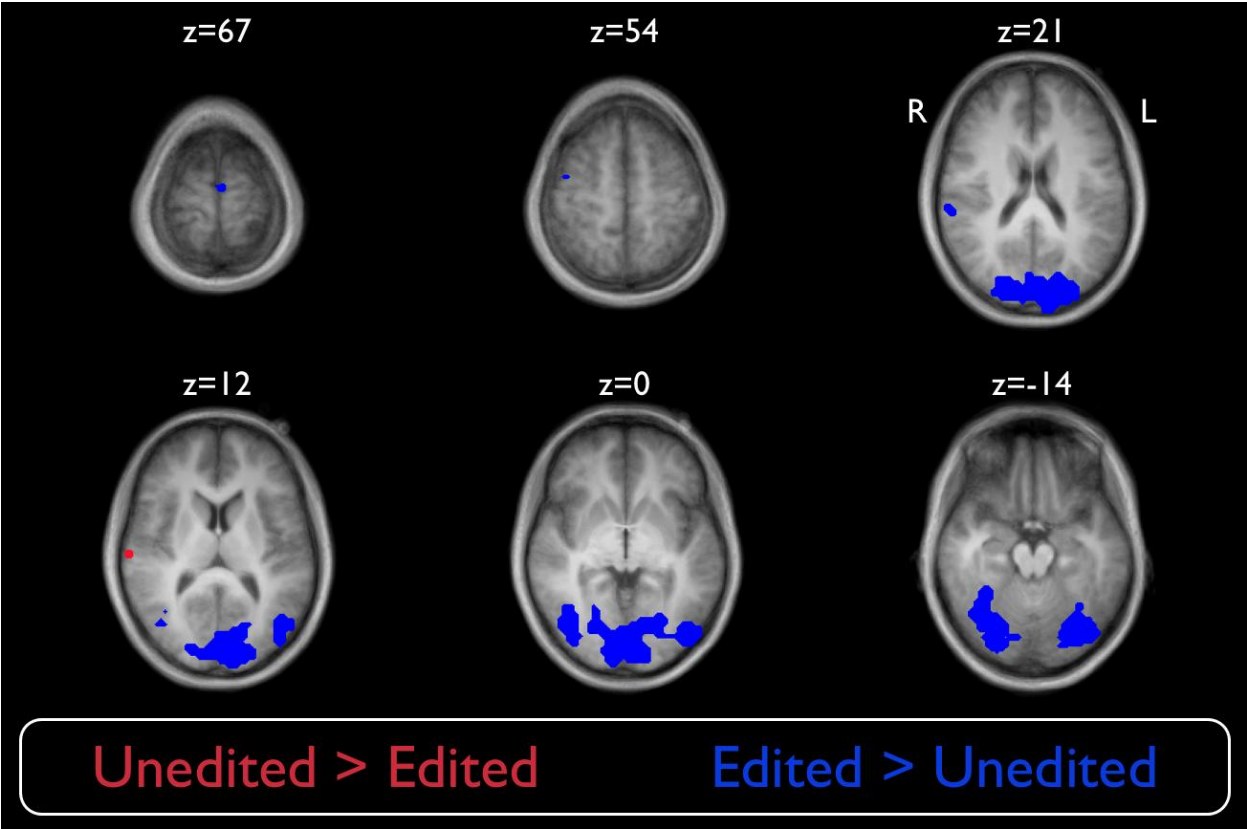 z=67
z=54
z=21
R
L
z=12
z=0
z=-14
Unedited > Edited
Edited > Unedited